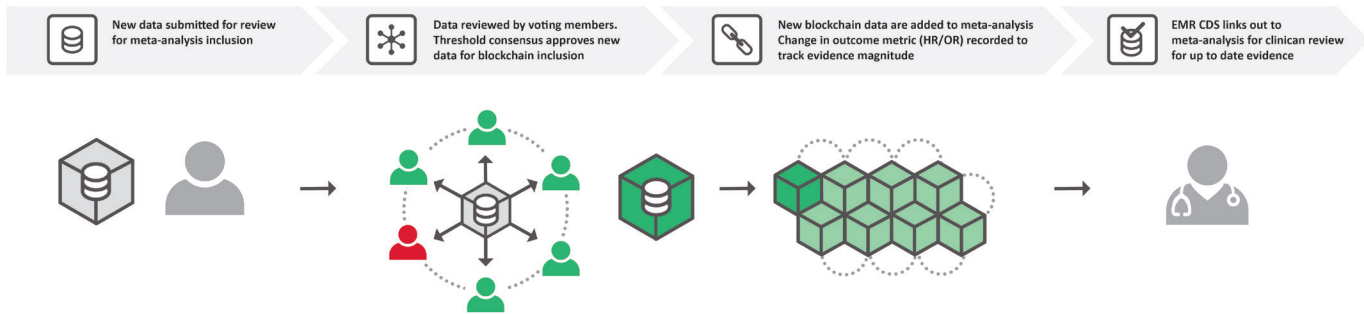 New data submitted for review
for meta-analysis inclusion
Data reviewed by voting members.
Threshold consensus approves new
data for blockchain inclusion
New blockchain data are added to meta-analysis
Change in outcome metric (HR/OR) recorded to
track evidence magnitude
EMR CDS links out to
meta-analysis for clinican review
for up to date evidence